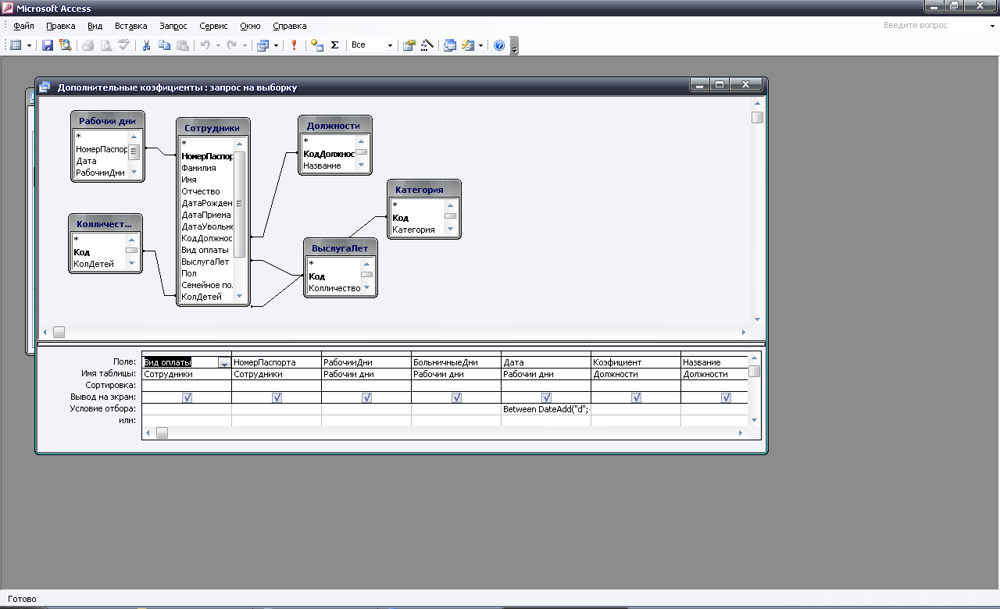 Microsoft Access
Файл Правка Вид Вставка Запрос Сервис Окно Справка Введите вопрос
Все
Дополнительные коэфициенты : запрос на выборку
Рабочии дни
*
НомерПаспор
Дата
РабочииДни
Сотрудники
*
НомерПаспор
Фамилия
Имя
Отчество
ДатаРожден
ДатаПриема
ДатаУвольне
КодДолжнос
Вид оплаты
ВыслугаЛет
Пол
Семейное по.
КолДетей
Должности
*
КодДолжнос
Название
Категория
*
Код
Категория
Колличест...
*
Код
КолДетей
ВыслугаЛет
*
Код
Колличество
Поле: Вид оплаты НомерПаспорта РабочииДни БольничныеДни Дата Коэфициент Название
Имя таблицы: Сотрудники Сотрудники Рабочии дни Рабочии дни Рабочии дни Должности Должности
Сортировка:
Вывод на экран:
Условие отбора: Between DateAdd("d";-
или:
Готово